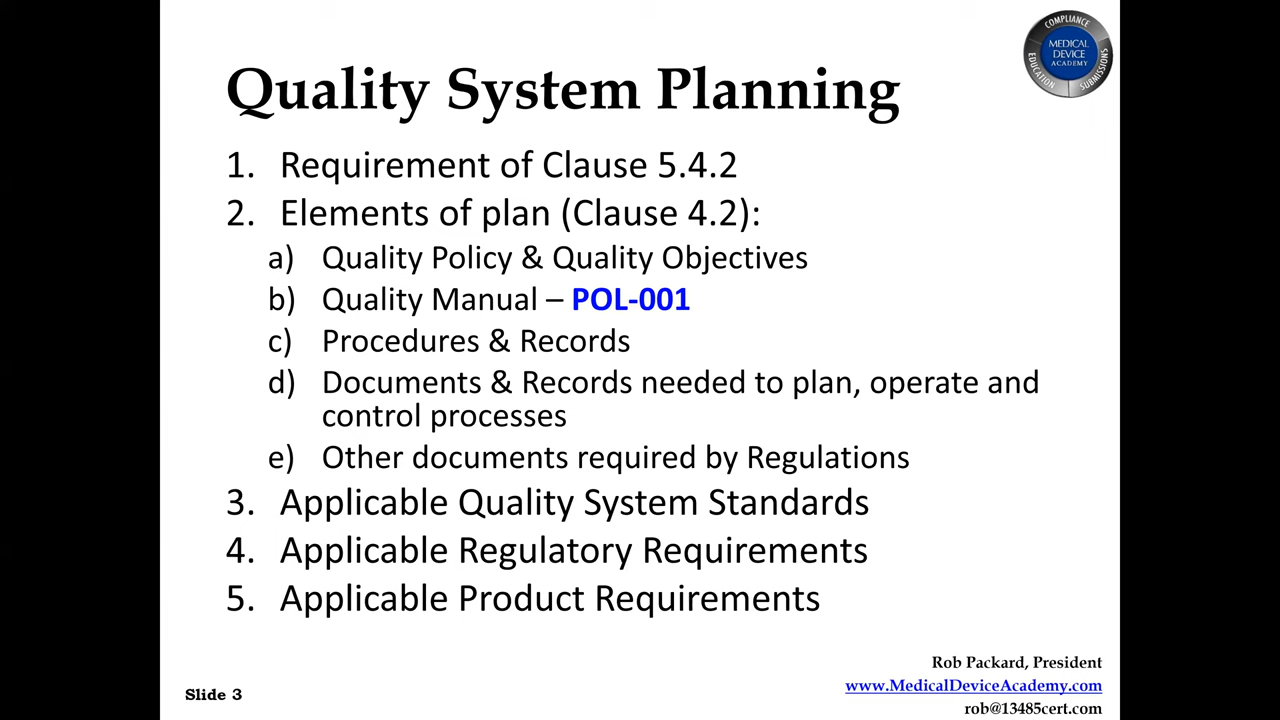 COMPLIANCE
MEDICAL
DEVICE
ACADEMY
EDUCATION
SUBMISSIONS
Quality System Planning
1. Requirement of Clause 5.4.2
2. Elements of plan (Clause 4.2):
a) Quality Policy & Quality Objectives
b) Quality Manual – POL-001
c) Procedures & Records
d) Documents & Records needed to plan, operate and
control processes
e) Other documents required by Regulations
3. Applicable Quality System Standards
4. Applicable Regulatory Requirements
5. Applicable Product Requirements
Rob Packard, President
www.MedicalDeviceAcademy.com
rob@13485cert.com
Slide 3